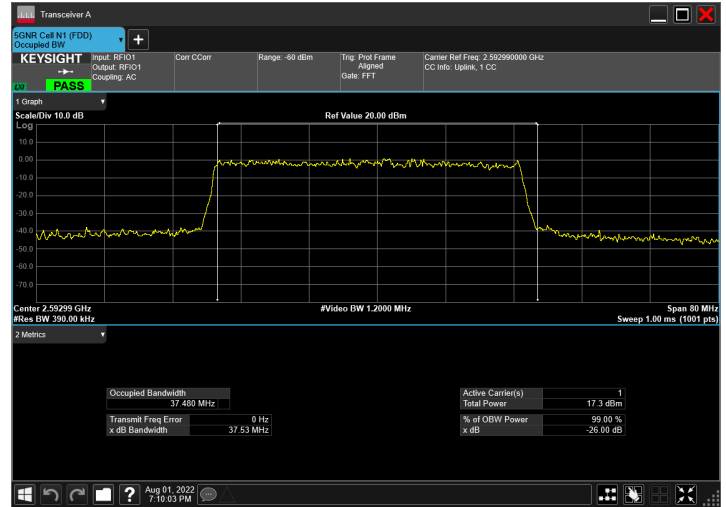 Transceiver A
5GNR Cell N1 (FDD)
Occupied BW
KEYSIGHT
LXI
PASS
Input: RFIO1
Output: RFIO1
Coupling: AC
Corr CCorr
Range: -60 dBm
Trig: Prot Frame
Aligned
Gate: FFT
Carrier Ref Freq: 2.592990000 GHz
CC Info: Uplink, 1 CC
1 Graph
Scale/Div 10.0 dB
Ref Value 20.00 dBm
Log
10.0
0.00
-10.0
-20.0
-30.0
-40.0
-50.0
-60.0
-70.0
Center 2.59299 GHz
#Video BW 1.2000 MHz
Span 80 MHz
#Res BW 390.00 kHz
Sweep 1.00 ms (1001 pts)
2 Metrics
Occupied Bandwidth
37.480 MHz
Transmit Freq Error 0 Hz
x dB Bandwidth 37.53 MHz
Active Carrier(s) 1
Total Power 17.3 dBm
% of OBW Power 99.00 %
x dB -26.00 dB
Aug 01, 2022
7:10:03 PM